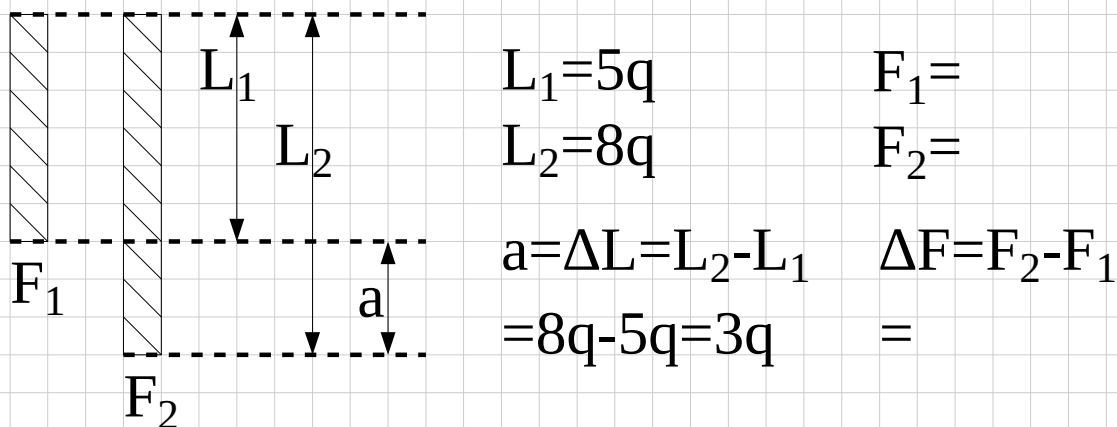 L₁
L₂
a
F₁
F₂
L₁=5q
L₂=8q
a=ΔL=L₂-L₁
=8q-5q=3q
F₁=
F₂=
ΔF=F₂-F₁
=